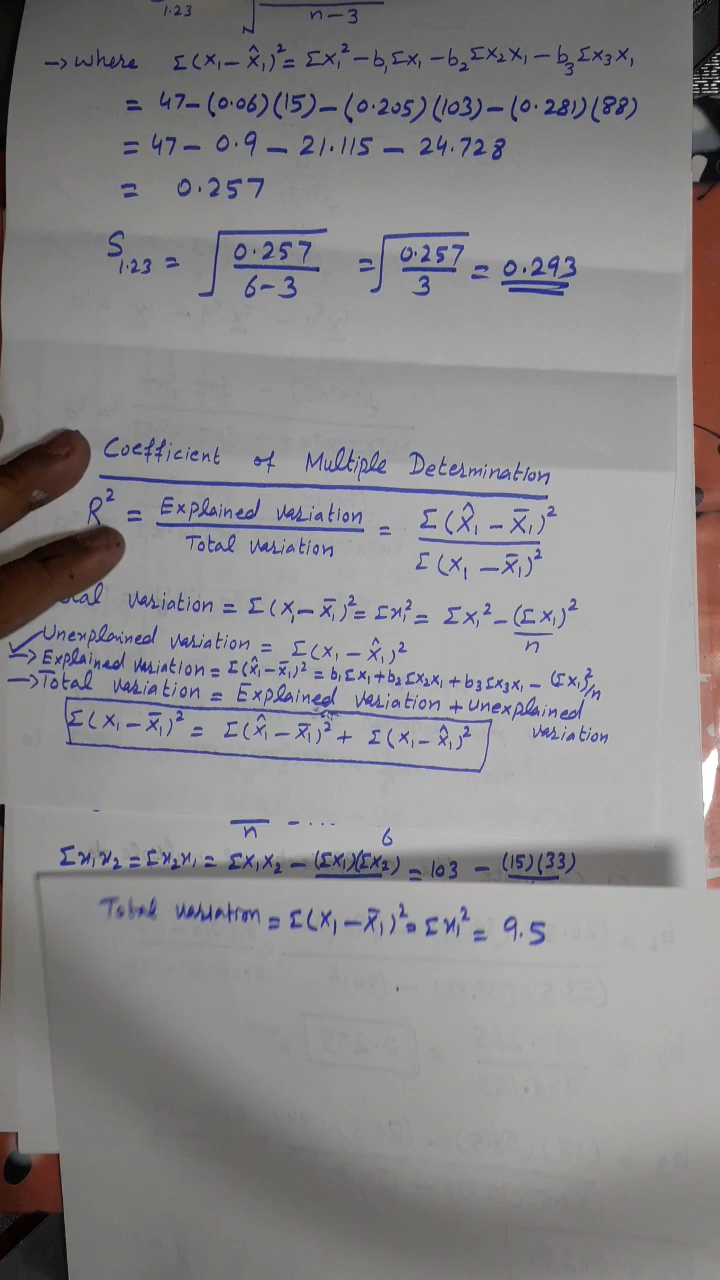 1.23 n-3
→ where Σ(X₁ - X̂₁)² = ΣX₁² - b₁ΣX₁ - b₂ΣX₂X₁ - b₃ΣX₃X₁
= 47 - (0.06)(15) - (0.205)(103) - (0.281)(88)
= 47 - 0.9 - 21.115 - 24.728
= 0.257
S₁.₂₃ = √(0.257/6-3) = √(0.257/3) = 0.293
Coefficient of Multiple Determination
R² = Explained variation/Total variation = Σ(X̂₁ - X̄₁)²/Σ(X₁ - X̄₁)²
variation = Σ(X₁ - X̄₁)² = Σx₁² = ΣX₁² - (ΣX₁)²/n
✓ Unexplained variation = Σ(X₁ - X̂₁)²
→ Explained variation = Σ(X̂₁ - X̄₁)² = b₁ΣX₁ + b₂ΣX₂X₁ + b₃ΣX₃X₁ - (ΣX₁)²/n
→ Total variation = Explained variation + Unexplained variation
Σ(X₁ - X̄₁)² = Σ(X̂₁ - X̄₁)² + Σ(X₁ - X̂₁)²
n - .... 6
Σx₁x₂ = Σx₂x₁ = ΣX₁X₂ - (ΣX₁)(ΣX₂) = 103 - (15)(33)
Total variation = Σ(X₁ - X̄₁)² = Σx₁² = 9.5